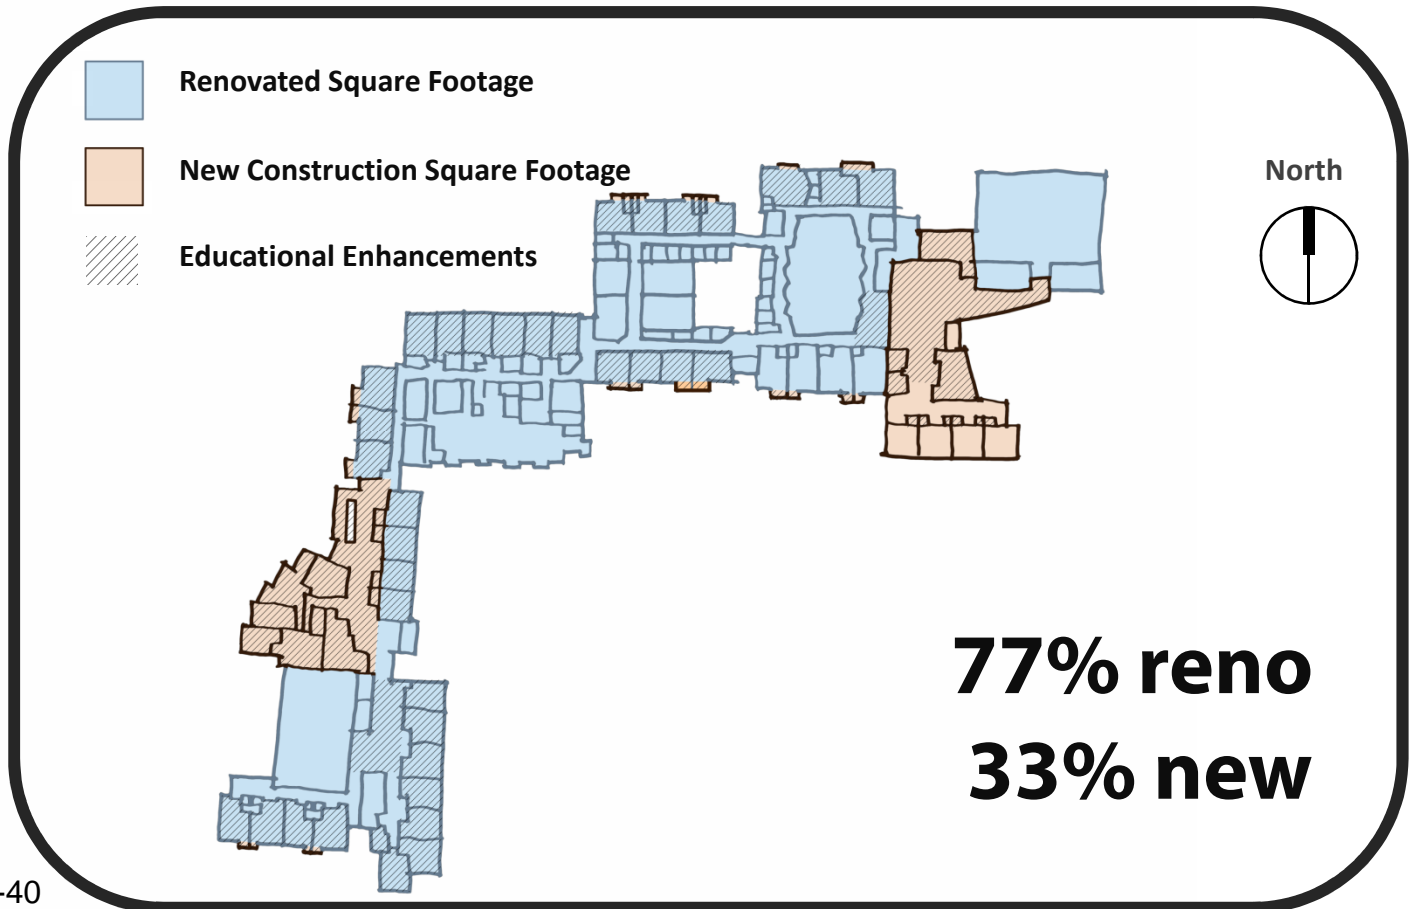 Renovated Square Footage
New Construction Square Footage
North
Educational Enhancements
77% reno
33% new
-40